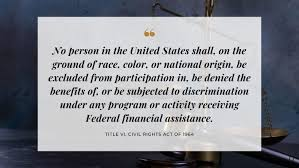 “
No person in the United States shall, on the
ground of race, color, or national origin, be
excluded from participation in, be denied the
benefits of, or be subjected to discrimination
under any program or activity receiving
Federal financial assistance.
TITLE VI, CIVIL RIGHTS ACT OF 1964